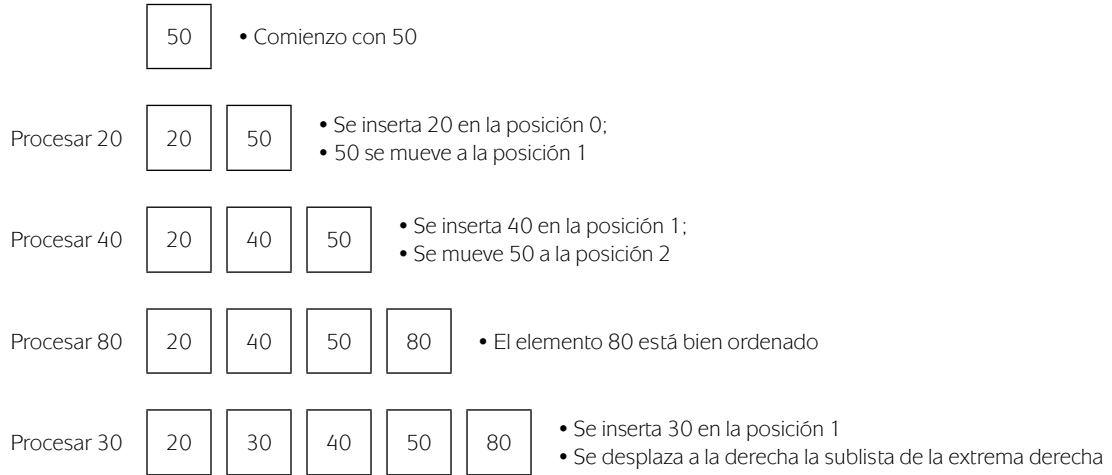 50 • Comienzo con 50
Procesar 20 20 50 • Se inserta 20 en la posición 0;
• 50 se mueve a la posición 1
Procesar 40 20 40 50 • Se inserta 40 en la posición 1;
• Se mueve 50 a la posición 2
Procesar 80 20 40 50 80 • El elemento 80 está bien ordenado
Procesar 30 20 30 40 50 80 • Se inserta 30 en la posición 1
• Se desplaza a la derecha la sublista de la extrema derecha